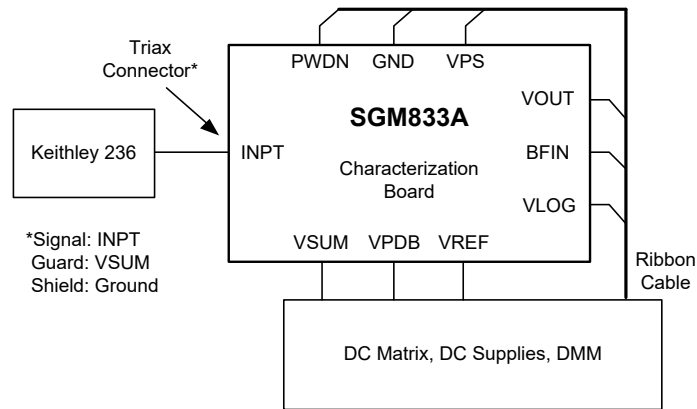 Triax
Connector*
PWDN GND VPS
SGM833A
VOUT
Keithley 236
INPT
BFIN
Characterization
Board
VLOG
*Signal: INPT
Guard: VSUM
Shield: Ground
VSUM VPDB VREF
Ribbon
Cable
DC Matrix, DC Supplies, DMM